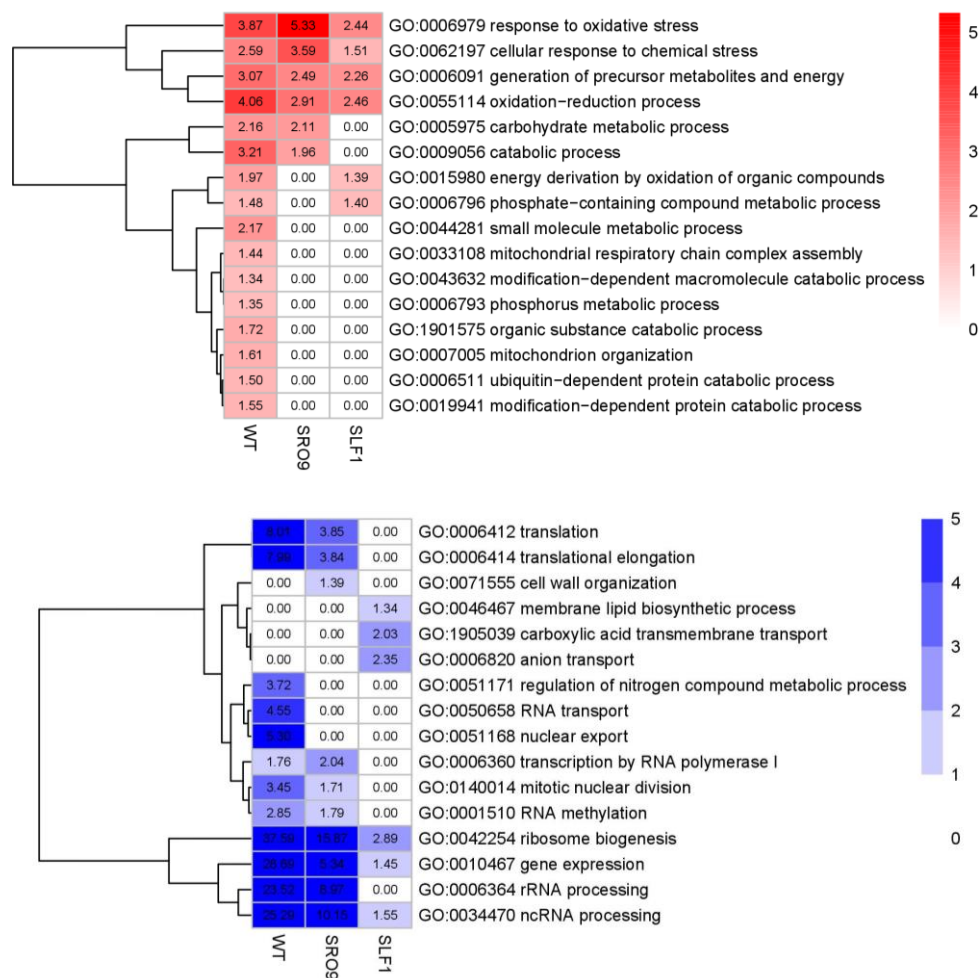 3.87 5.33 2.44 GO:0006979 response to oxidative stress
2.59 3.59 1.51 GO:0062197 cellular response to chemical stress
3.07 2.49 2.26 GO:0006091 generation of precursor metabolites and energy
4.06 2.91 2.46 GO:0055114 oxidation−reduction process
2.16 2.11 0.00 GO:0005975 carbohydrate metabolic process
3.21 1.96 0.00 GO:0009056 catabolic process
1.97 0.00 1.39 GO:0015980 energy derivation by oxidation of organic compounds
1.48 0.00 1.40 GO:0006796 phosphate−containing compound metabolic process
2.17 0.00 0.00 GO:0044281 small molecule metabolic process
1.44 0.00 0.00 GO:0033108 mitochondrial respiratory chain complex assembly
1.34 0.00 0.00 GO:0043632 modification−dependent macromolecule catabolic process
1.35 0.00 0.00 GO:0006793 phosphorus metabolic process
1.72 0.00 0.00 GO:1901575 organic substance catabolic process
1.61 0.00 0.00 GO:0007005 mitochondrion organization
1.50 0.00 0.00 GO:0006511 ubiquitin−dependent protein catabolic process
1.55 0.00 0.00 GO:0019941 modification−dependent protein catabolic process
WT SRO9 SLF1
5
4
3
2
1
0
3.85 0.00 GO:0006412 translation
7.99 3.84 0.00 GO:0006414 translational elongation
0.00 1.39 0.00 GO:0071555 cell wall organization
0.00 0.00 1.34 GO:0046467 membrane lipid biosynthetic process
0.00 0.00 2.03 GO:1905039 carboxylic acid transmembrane transport
0.00 0.00 2.35 GO:0006820 anion transport
3.72 0.00 0.00 GO:0051171 regulation of nitrogen compound metabolic process
4.55 0.00 0.00 GO:0050658 RNA transport
5.30 0.00 0.00 GO:0051168 nuclear export
1.76 2.04 0.00 GO:0006360 transcription by RNA polymerase I
3.45 1.71 0.00 GO:0140014 mitotic nuclear division
2.85 1.79 0.00 GO:0001510 RNA methylation
2.89 GO:0042254 ribosome biogenesis
5.34 1.45 GO:0010467 gene expression
23.52 8.97 0.00 GO:0006364 rRNA processing
25.29 10.15 1.55 GO:0034470 ncRNA processing
WT SRO9 SLF1
5
4
3
2
1
0